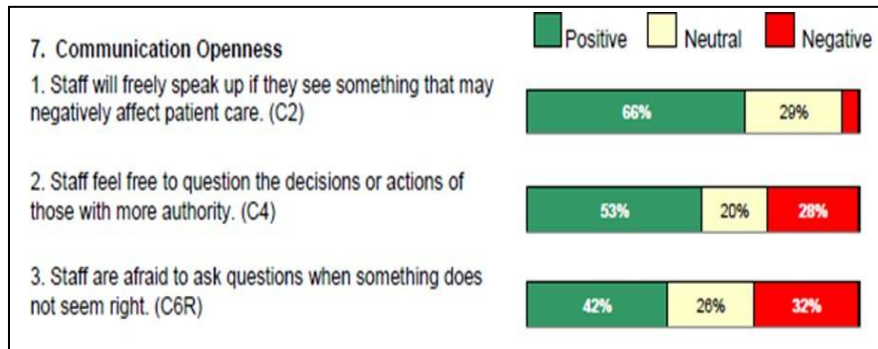 7. Communication Openness
Positive Neutral Negative
1. Staff will freely speak up if they see something that may
negatively affect patient care. (C2)
66% 29%
2. Staff feel free to question the decisions or actions of
those with more authority. (C4)
53% 20% 28%
3. Staff are afraid to ask questions when something does
not seem right. (C6R)
42% 26% 32%